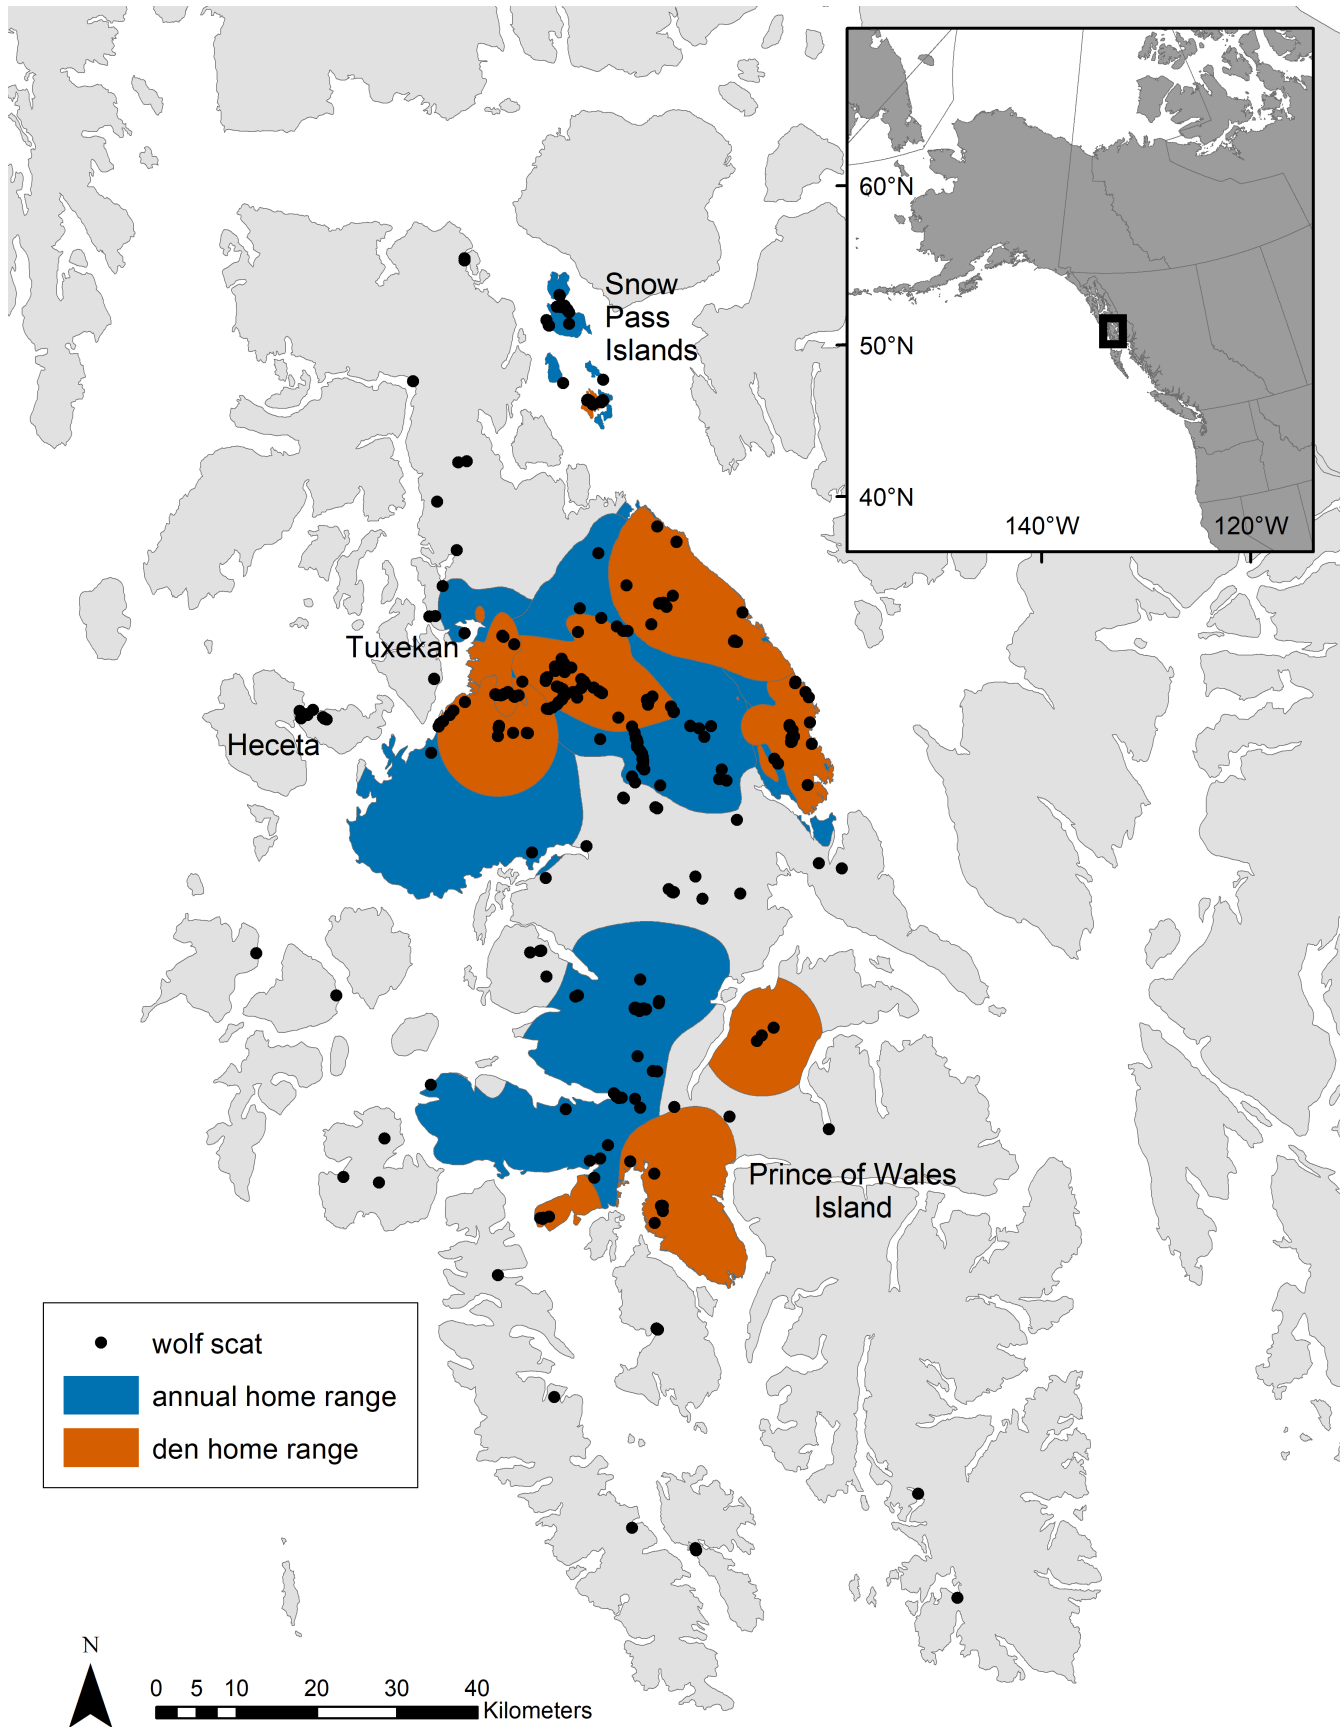 60°N
50°N
40°N
140°W
120°W
Snow
Pass
Islands
Tuxekan
Heceta
Prince of Wales
Island
wolf scat
annual home range
den home range
N
0 5 10 20 30 40
Kilometers